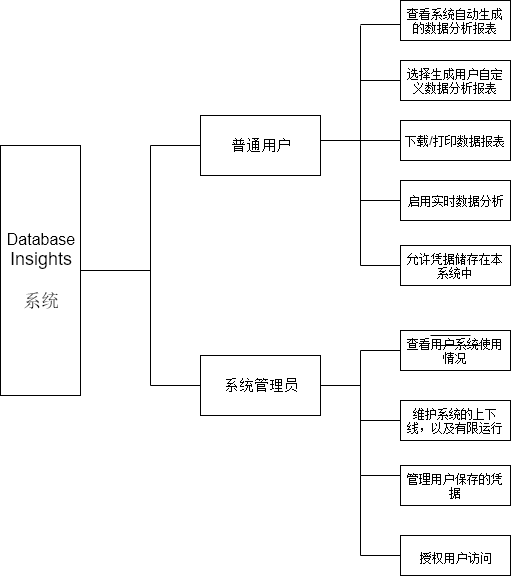 Database
Insights
系统
普通用户
查看系统自动生成
的数据分析报表
选择生成用户自定
义数据分析报表
下载/打印数据报表
启用实时数据分析
允许凭据储存在本
系统中
系统管理员
查看用户系统使用
情况
维护系统的上下
线，以及有限运行
管理用户保存的凭
据
授权用户访问